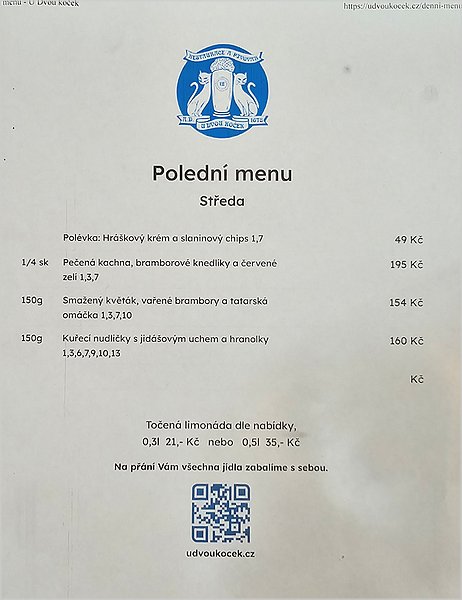 menu - U Dvou koček
https://udvoukocek.cz/denni-menu
RESTAURACE A PIVOVAR
A.D. U DVOU KOČEK 1678
Polední menu
Středa
Polévka: Hráškový krém a slaninový chips 1,7 49 Kč
1/4 sk Pečená kachna, bramborové knedlíky a červené 195 Kč
zelí 1,3,7
150g Smažený květák, vařené brambory a tatarská 154 Kč
omáčka 1,3,7,10
150g Kuřecí nudličky s jidášovým uchem a hranolky 160 Kč
1,3,6,7,9,10,13
Kč
Točená limonáda dle nabídky,
0,3l 21,- Kč nebo 0,5l 35,- Kč
Na přání Vám všechna jídla zabalíme s sebou.
udvoukocek.cz